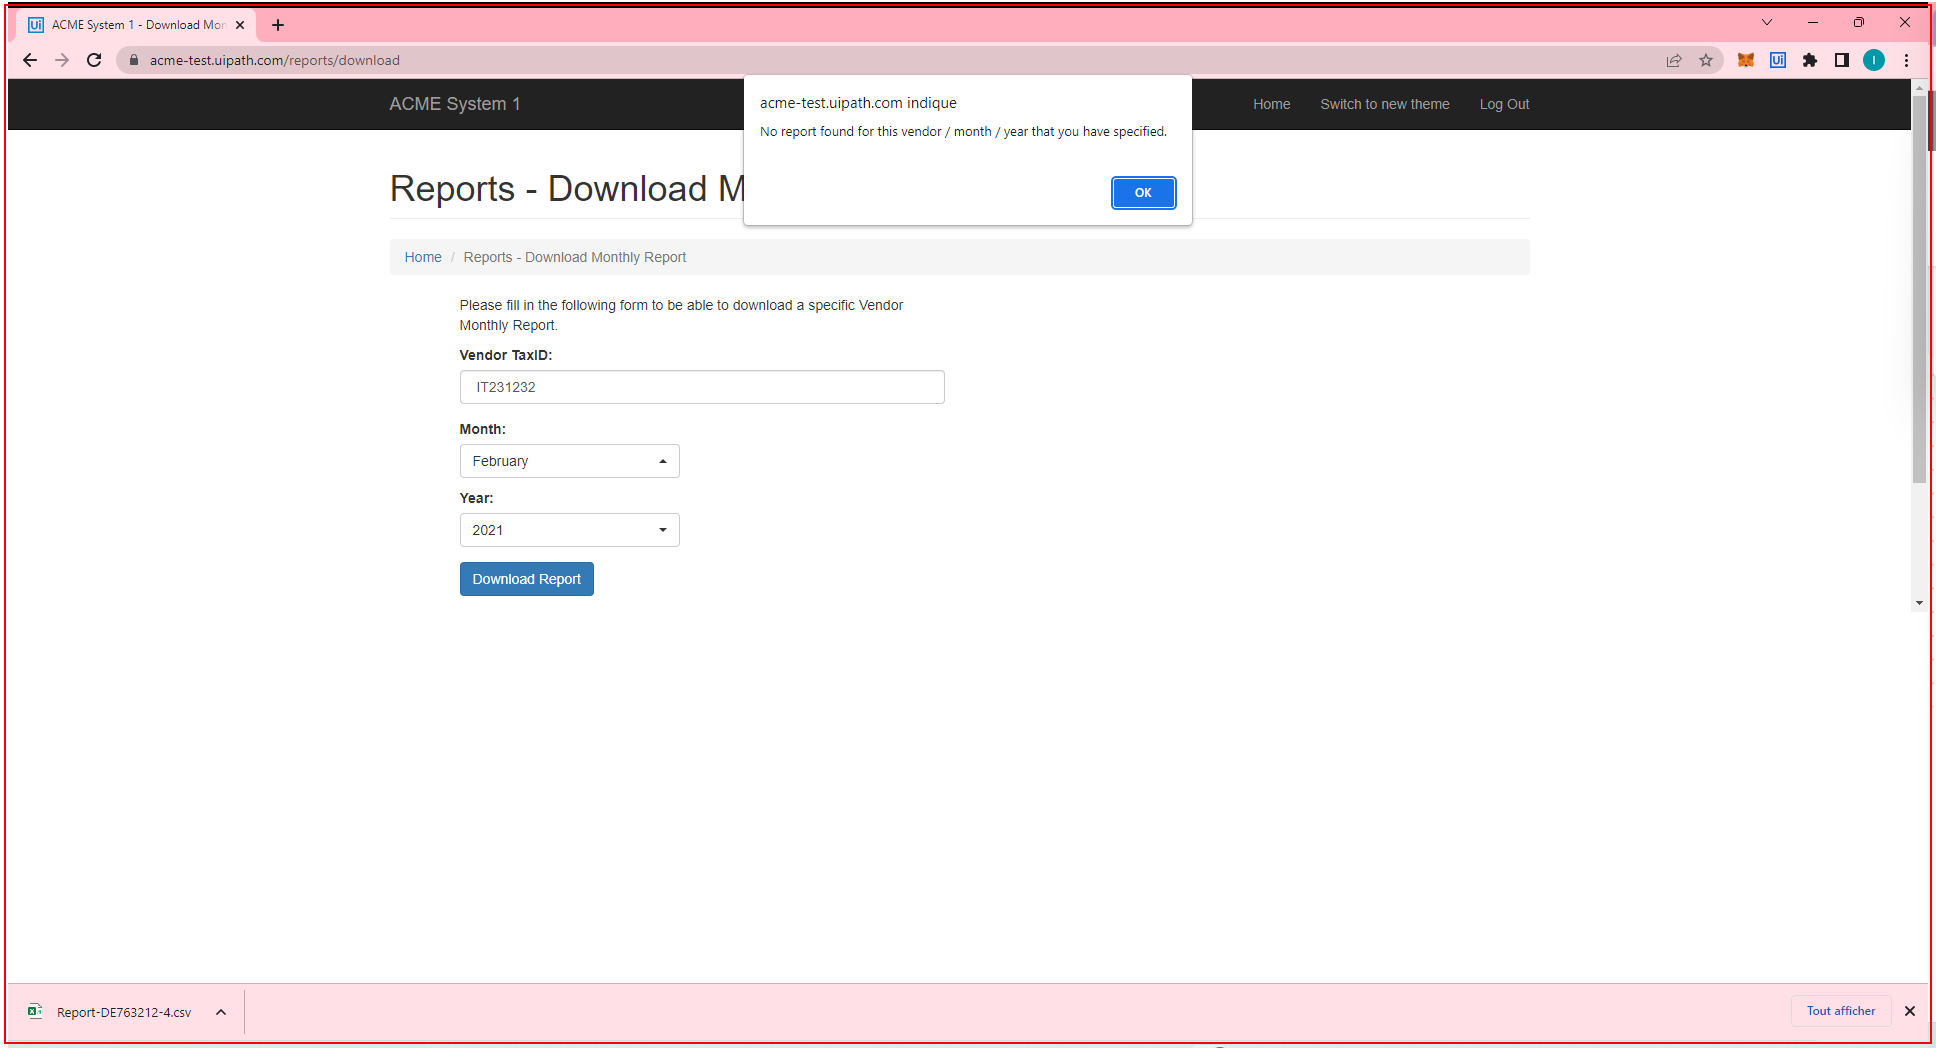 ACME System 1 - Download Mon
acme-test.uipath.com/reports/download
ACME System 1
Home
Switch to new theme
Log Out
acme-test.uipath.com indique
No report found for this vendor / month / year that you have specified.
OK
Reports - Download M
Home / Reports - Download Monthly Report
Please fill in the following form to be able to download a specific Vendor
Monthly Report.
Vendor TaxID:
IT231232
Month:
February
Year:
2021
Download Report
Report-DE763212-4.csv
Tout afficher